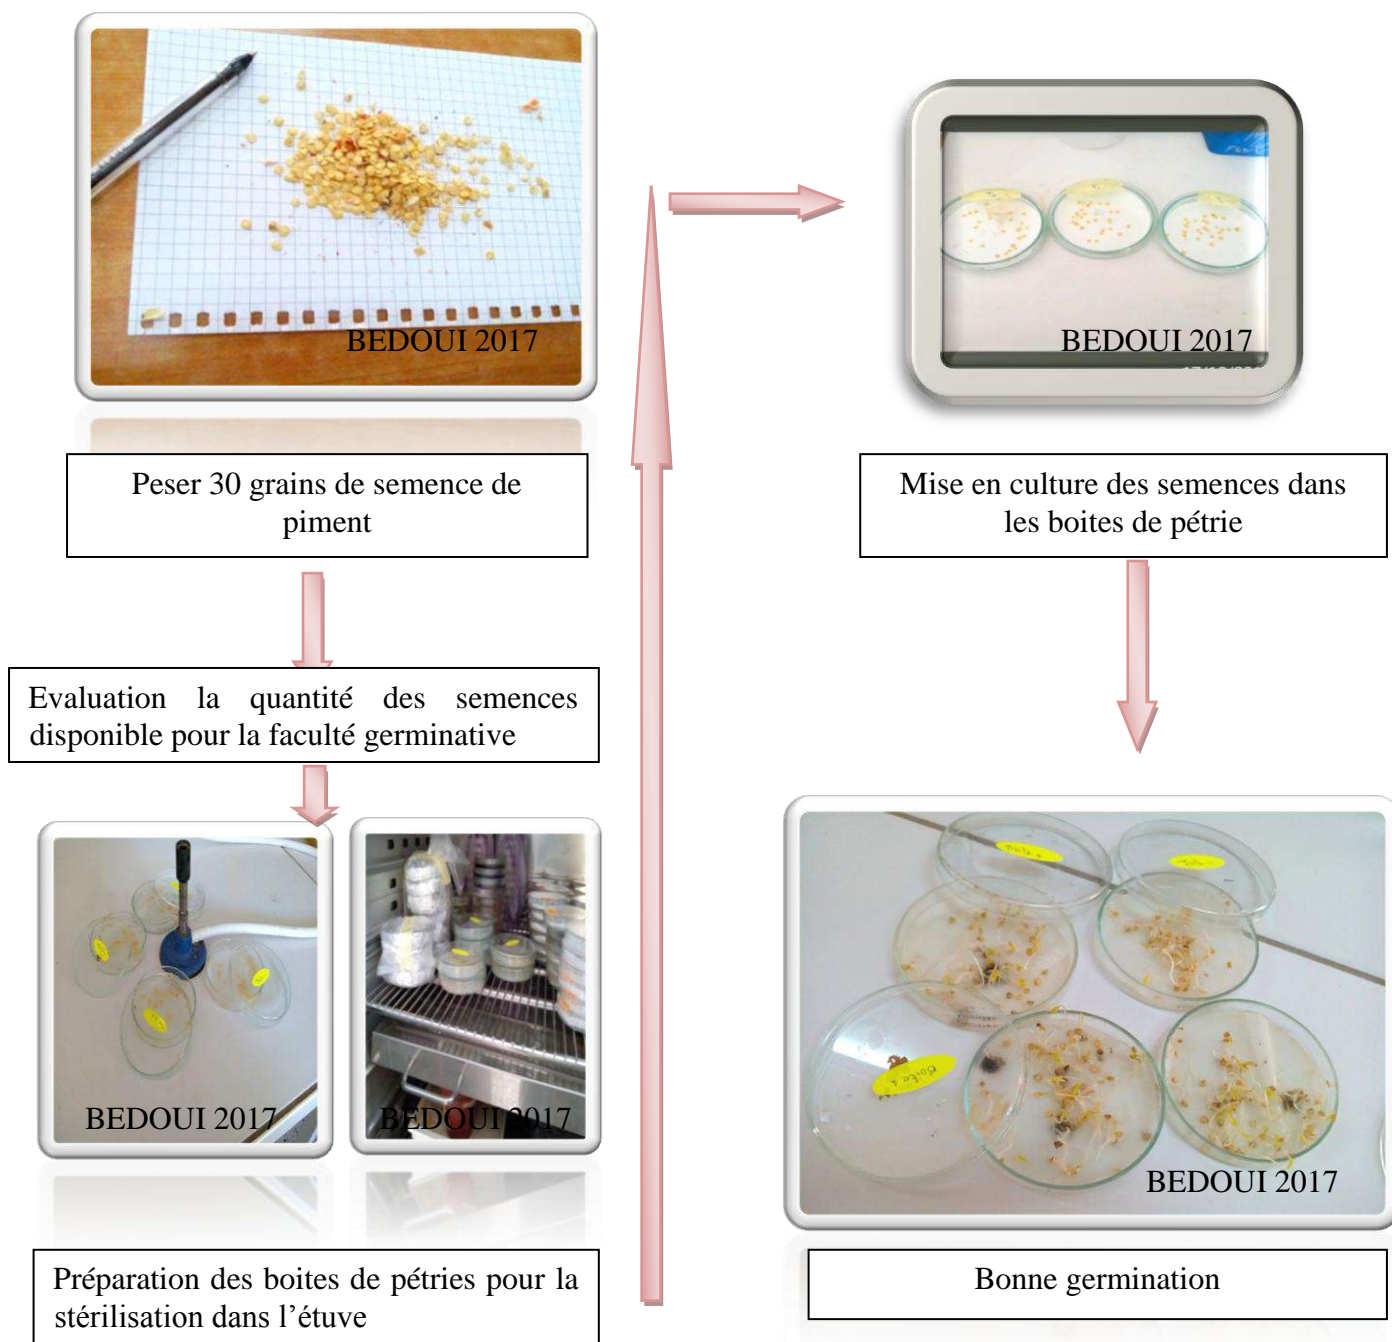 BEDOUI 2017
Peser 30 grains de semence de
piment
Evaluation la quantité des semences
disponible pour la faculté germinative
BEDOUI 2017
BEDOUI 2017
Préparation des boites de pétries pour la
stérilisation dans l’étuve
BEDOUI 2017
Mise en culture des semences dans
les boites de pétrie
BEDOUI 2017
Bonne germination